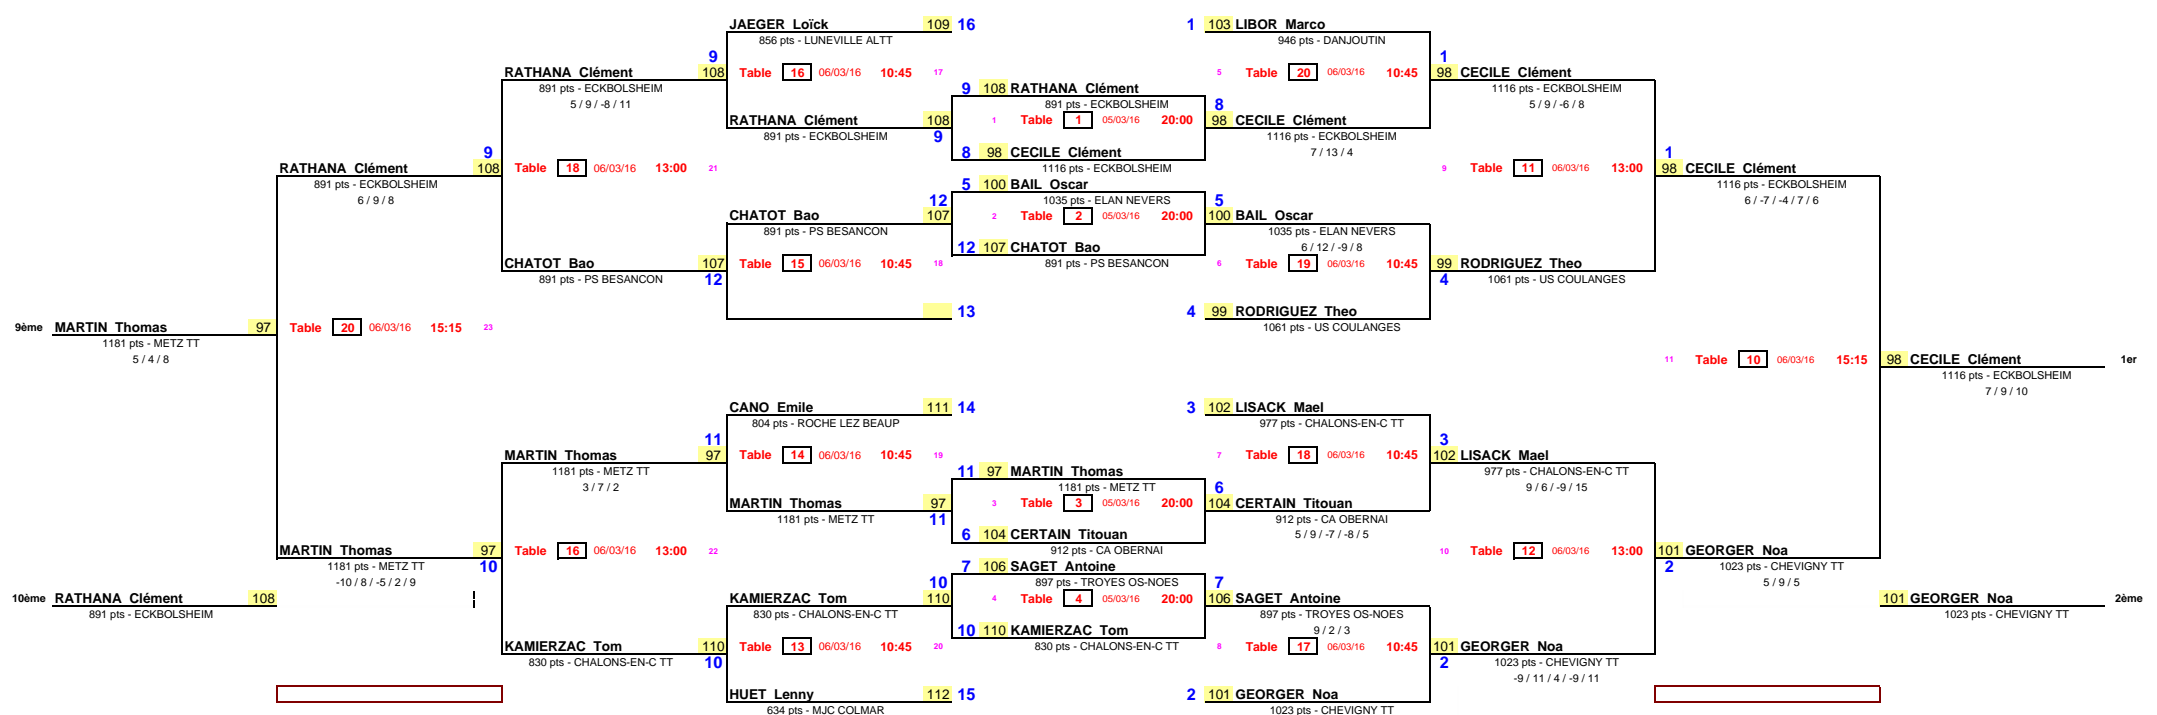 JAEGER Loïck 109 16 1 103 LIBOR Marco
856 pts - LUNEVILLE ALTT 946 pts - DANJOUTIN
9 1
RATHANA Clément 108 Table 16 06/03/16 10:45 17 5 Table 20 06/03/16 10:45 98 CECILE Clément
891 pts - ECKBOLSHEIM 9 108 RATHANA Clément 1116 pts - ECKBOLSHEIM
5 / 9 / -8 / 11 891 pts - ECKBOLSHEIM 8 5 / 9 / -6 / 8
RATHANA Clément 108 1 Table 1 05/03/16 20:00 98 CECILE Clément
891 pts - ECKBOLSHEIM 9 1116 pts - ECKBOLSHEIM
9 8 98 CECILE Clément 7 / 13 / 4 1
RATHANA Clément 108 Table 18 06/03/16 13:00 21 1116 pts - ECKBOLSHEIM 9 Table 11 06/03/16 13:00 98 CECILE Clément
891 pts - ECKBOLSHEIM 5 100 BAIL Oscar 1116 pts - ECKBOLSHEIM
6 / 9 / 8 12 1035 pts - ELAN NEVERS 5 6 / -7 / -4 / 7 / 6
CHATOT Bao 107 2 Table 2 05/03/16 20:00 100 BAIL Oscar
891 pts - PS BESANCON 1035 pts - ELAN NEVERS
12 107 CHATOT Bao 6 / 12 / -9 / 8
CHATOT Bao 107 Table 15 06/03/16 10:45 18 891 pts - PS BESANCON 6 Table 19 06/03/16 10:45 99 RODRIGUEZ Theo
891 pts - PS BESANCON 12 4 1061 pts - US COULANGES
13 4 99 RODRIGUEZ Theo
9ème MARTIN Thomas 97 Table 20 06/03/16 15:15 23 1061 pts - US COULANGES
1181 pts - METZ TT
5 / 4 / 8 11 Table 10 06/03/16 15:15 98 CECILE Clément 1er
1116 pts - ECKBOLSHEIM
7 / 9 / 10
CANO Emile 111 14 3 102 LISACK Mael
804 pts - ROCHE LEZ BEAUP 977 pts - CHALONS-EN-C TT
11 3
MARTIN Thomas 97 Table 14 06/03/16 10:45 19 7 Table 18 06/03/16 10:45 102 LISACK Mael
1181 pts - METZ TT 11 97 MARTIN Thomas 977 pts - CHALONS-EN-C TT
3 / 7 / 2 1181 pts - METZ TT 6 9 / 6 / -9 / 15
MARTIN Thomas 97 3 Table 3 05/03/16 20:00 104 CERTAIN Titouan
1181 pts - METZ TT 11 912 pts - CA OBERNAI
6 104 CERTAIN Titouan 5 / 9 / -7 / -8 / 5
MARTIN Thomas 97 Table 16 06/03/16 13:00 22 912 pts - CA OBERNAI 10 Table 12 06/03/16 13:00 101 GEORGER Noa
1181 pts - METZ TT 10 7 106 SAGET Antoine 2 1023 pts - CHEVIGNY TT
-10 / 8 / -5 / 2 / 9 10 897 pts - TROYES OS-NOES 7 5 / 9 / 5
10ème RATHANA Clément 108 KAMIERZAC Tom 110 4 Table 4 05/03/16 20:00 106 SAGET Antoine 101 GEORGER Noa 2ème
891 pts - ECKBOLSHEIM 830 pts - CHALONS-EN-C TT 897 pts - TROYES OS-NOES 1023 pts - CHEVIGNY TT
10 110 KAMIERZAC Tom 9 / 2 / 3
KAMIERZAC Tom 110 Table 13 06/03/16 10:45 20 830 pts - CHALONS-EN-C TT 8 Table 17 06/03/16 10:45 101 GEORGER Noa
830 pts - CHALONS-EN-C TT 10 2 1023 pts - CHEVIGNY TT
-9 / 11 / 4 / -9 / 11
HUET Lenny 112 15 2 101 GEORGER Noa
634 pts - MJC COLMAR 1023 pts - CHEVIGNY TT